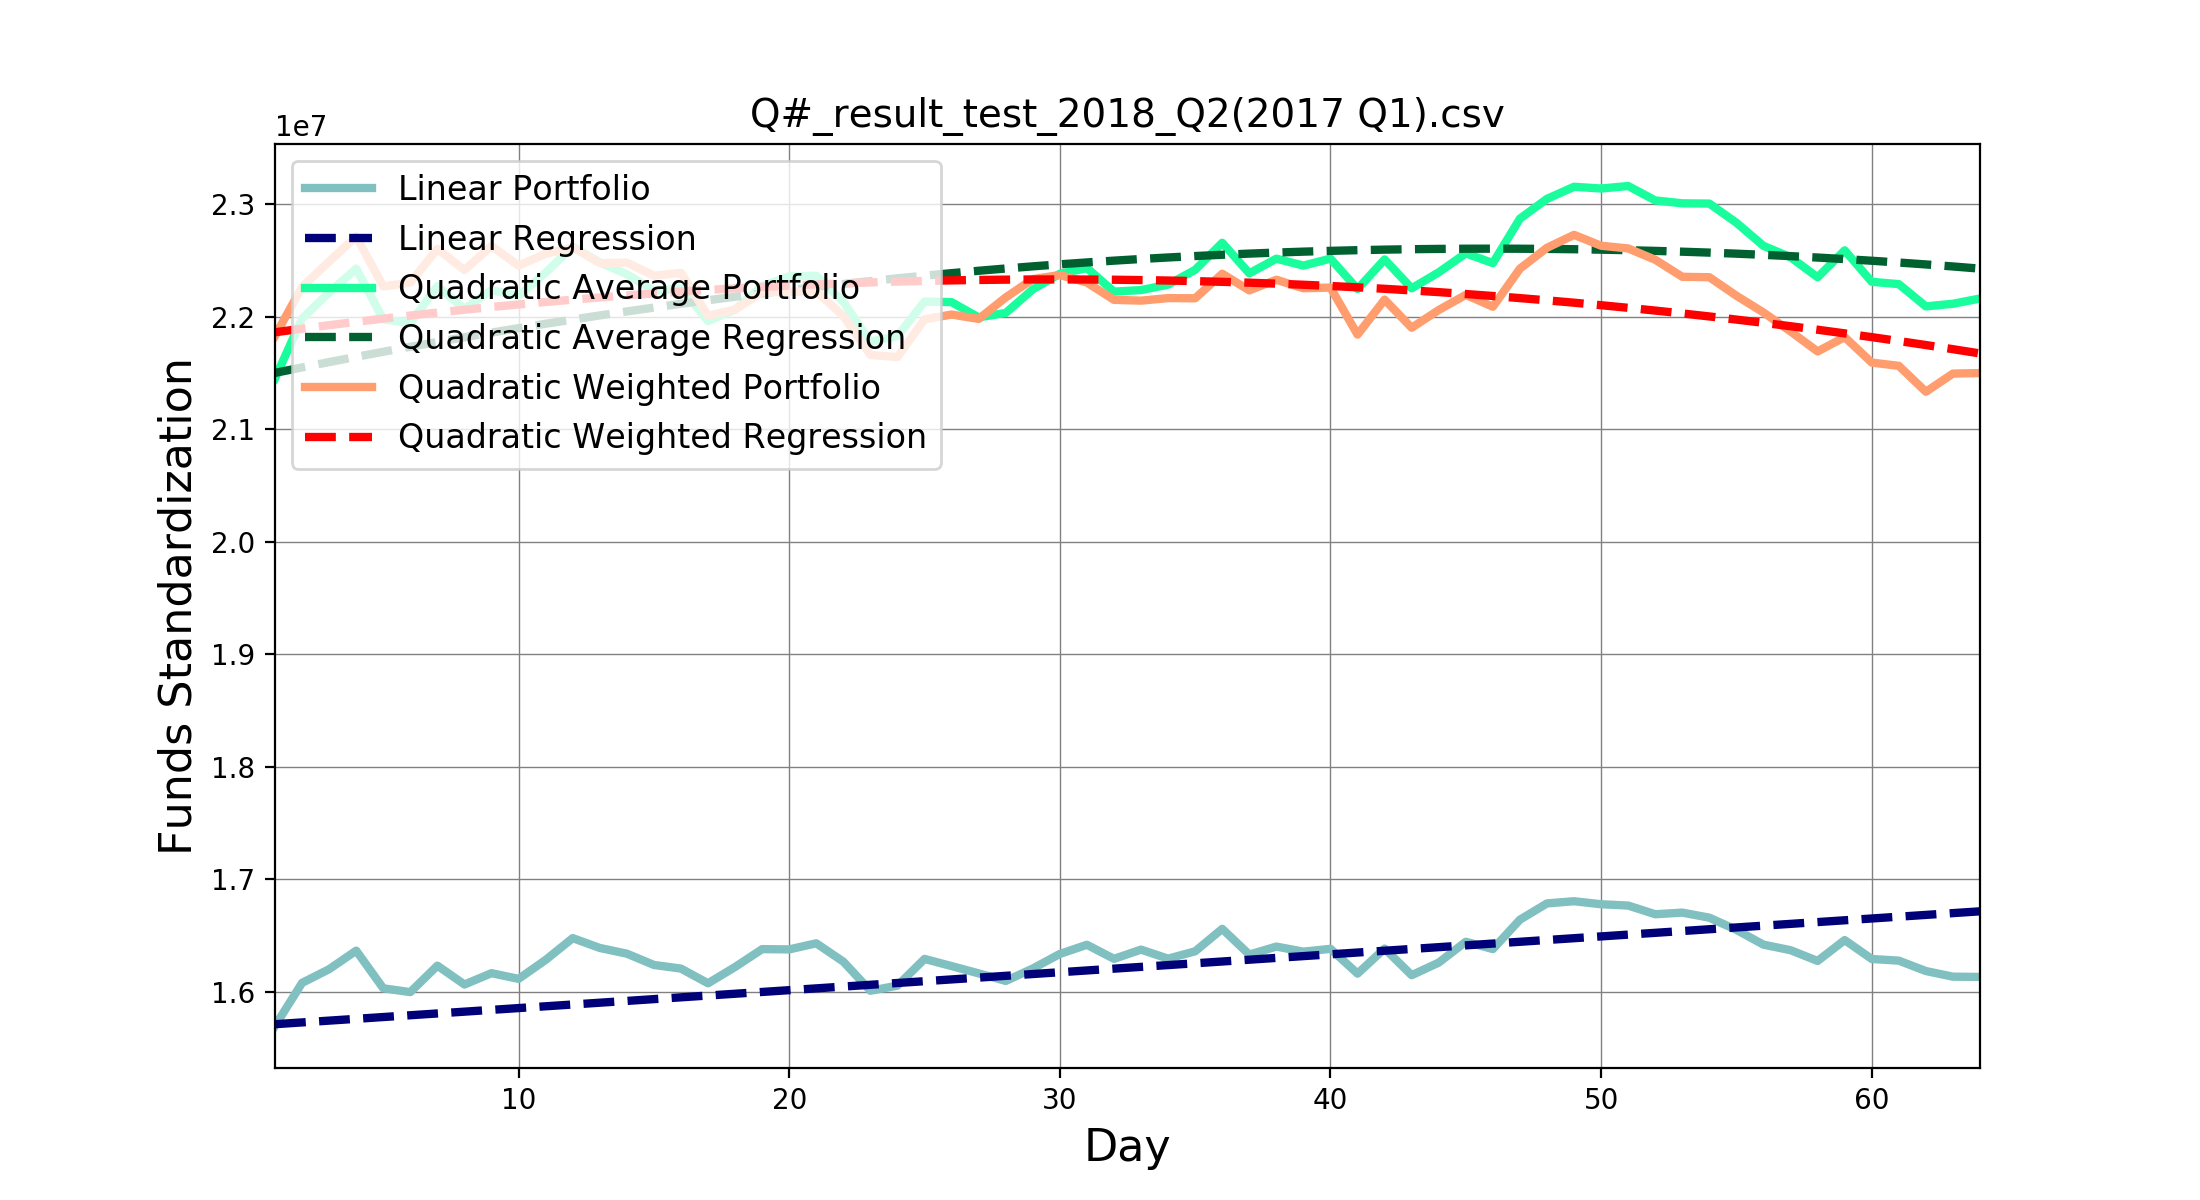 Q#_result_test_2018_Q2(2017 Q1).csv
1e7
Linear Portfolio
Linear Regression
Quadratic Average Portfolio
Quadratic Average Regression
Quadratic Weighted Portfolio
Quadratic Weighted Regression
2.3
2.2
2.1
2.0
1.9
1.8
1.7
1.6
Funds Standardization
10 20 30 40 50 60
Day